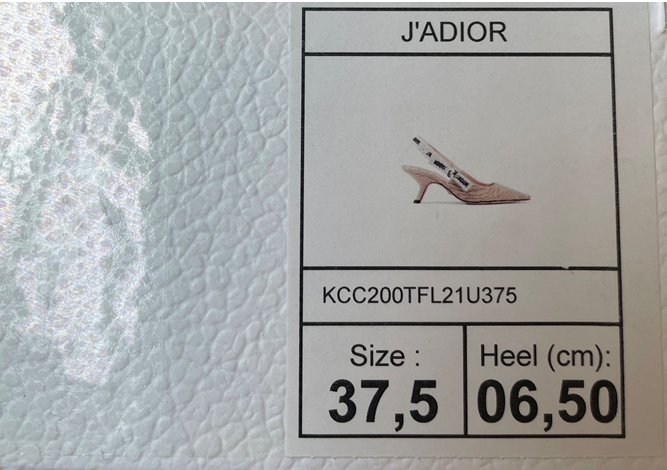 J'ADIOR
KCC200TFL21U375
Size :
Heel (cm):
37,5
06,50